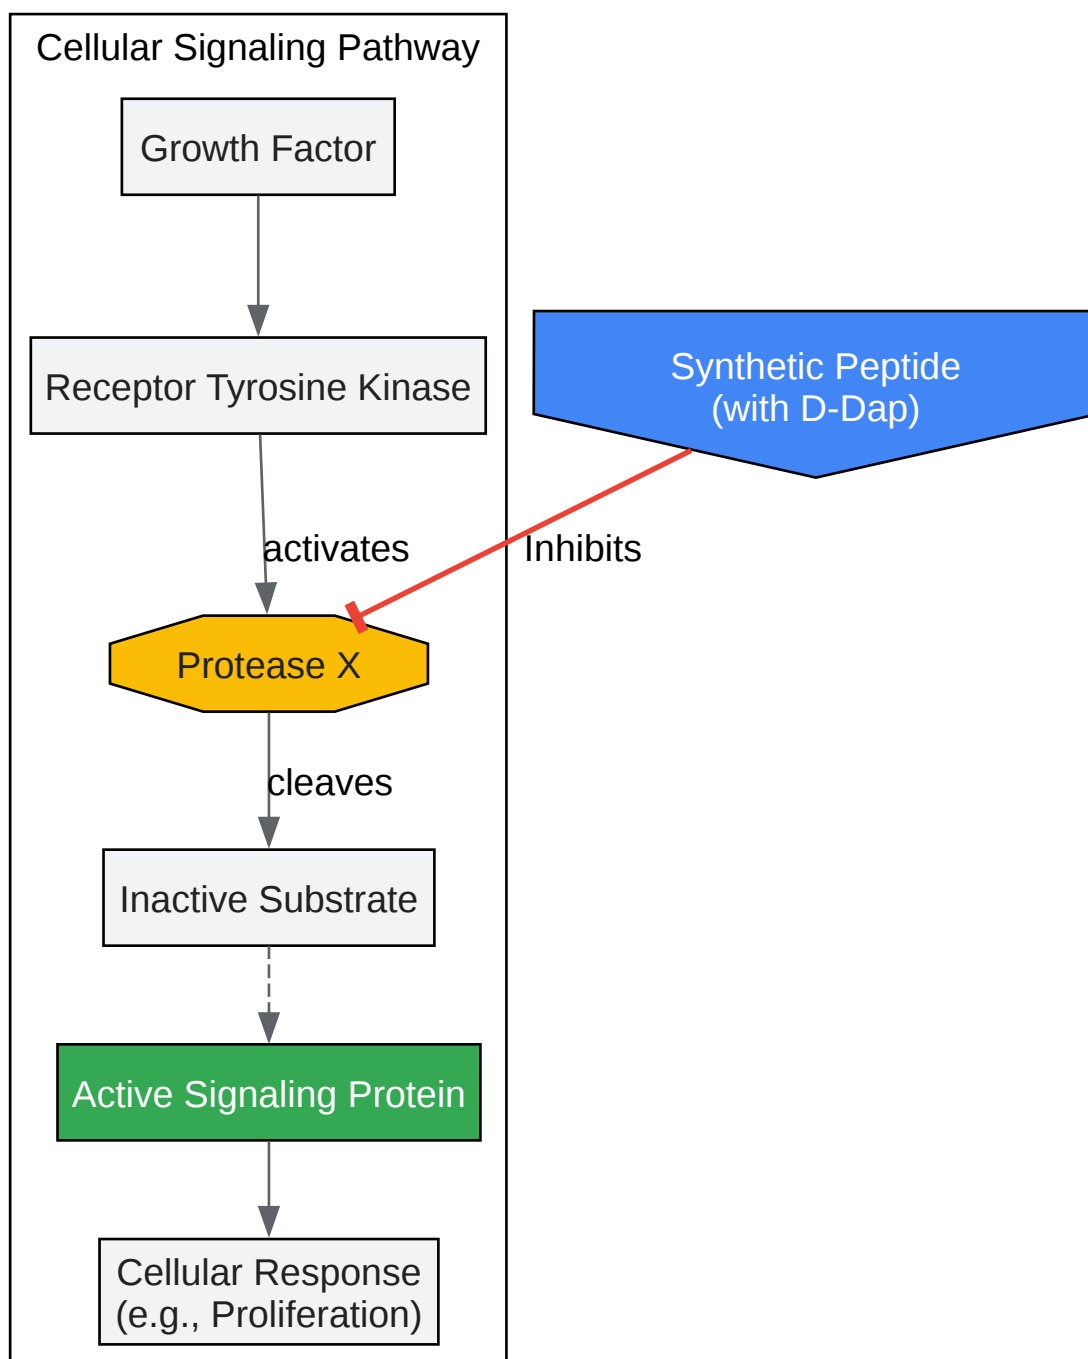 Cellular Signaling Pathway
Growth Factor
Receptor Tyrosine Kinase
Synthetic Peptide
(with D-Dap)
activates
Inhibits
Protease X
cleaves
Inactive Substrate
Active Signaling Protein
Cellular Response
(e.g., Proliferation)